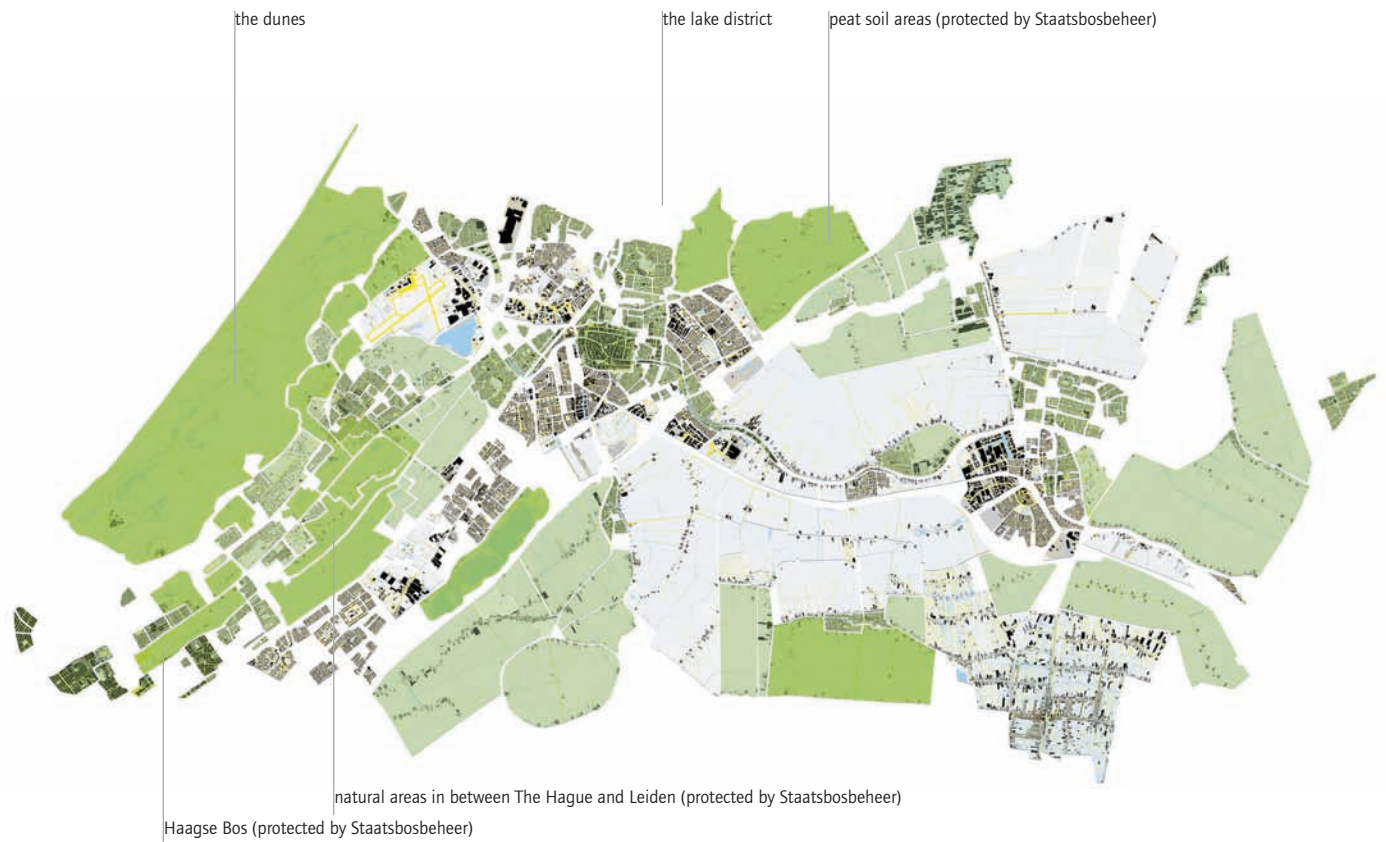 the dunes
the lake district
peat soil areas (protected by Staatsbosbeheer)
natural areas in between The Hague and Leiden (protected by Staatsbosbeheer)
Haagse Bos (protected by Staatsbosbeheer)